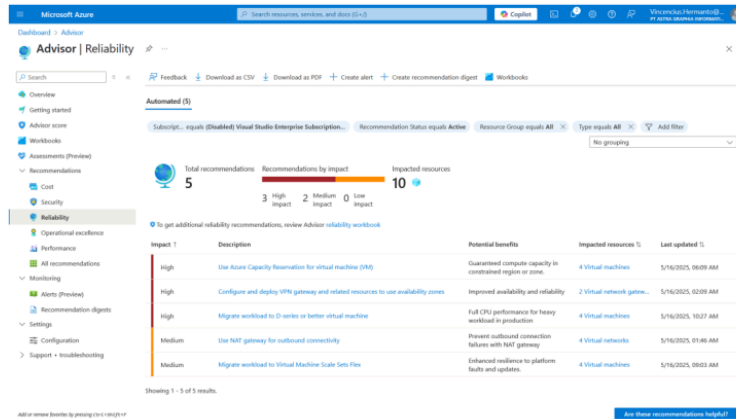 Microsoft Azure
Search resources, services, and docs (G+/)
Copilot
Vincencius.Hermanto@...
PT ASTRA GRAPHIA INFORMATI...
Dashboard > Advisor
Advisor | Reliability
Search
Feedback
Download as CSV
Download as PDF
Create alert
Create recommendation digest
Workbooks
Overview
Getting started
Advisor score
Workbooks
Assessments (Preview)
Recommendations
Cost
Security
Reliability
Operational excellence
Performance
All recommendations
Monitoring
Alerts (Preview)
Recommendation digests
Settings
Configuration
Support + troubleshooting
Add or remove favorites by pressing Ctrl+Shift+F
Automated (5)
Subscript... equals (Disabled) Visual Studio Enterprise Subscription...
Recommendation Status equals Active
Resource Group equals All
Type equals All
Add filter
No grouping
Total recommendations
5
Recommendations by impact
3 High impact
2 Medium impact
0 Low impact
Impacted resources
10
To get additional reliability recommendations, review Advisor reliability workbook
Impact ↑ Description Potential benefits Impacted resources Last updated
High Use Azure Capacity Reservation for virtual machine (VM) Guaranteed compute capacity in constrained region or zone. 4 Virtual machines 5/16/2025, 06:09 AM
High Configure and deploy VPN gateway and related resources to use availability zones Improved availability and reliability 2 Virtual network gatew... 5/16/2025, 02:09 AM
High Migrate workload to D-series or better virtual machine Full CPU performance for heavy workload in production 4 Virtual machines 5/16/2025, 10:27 AM
Medium Use NAT gateway for outbound connectivity Prevent outbound connection failures with NAT gateway 4 Virtual networks 5/16/2025, 01:46 AM
Medium Migrate workload to Virtual Machine Scale Sets Flex Enhanced resilience to platform faults and updates. 4 Virtual machines 5/16/2025, 09:03 AM
Showing 1 - 5 of 5 results.
Are these recommendations helpful?